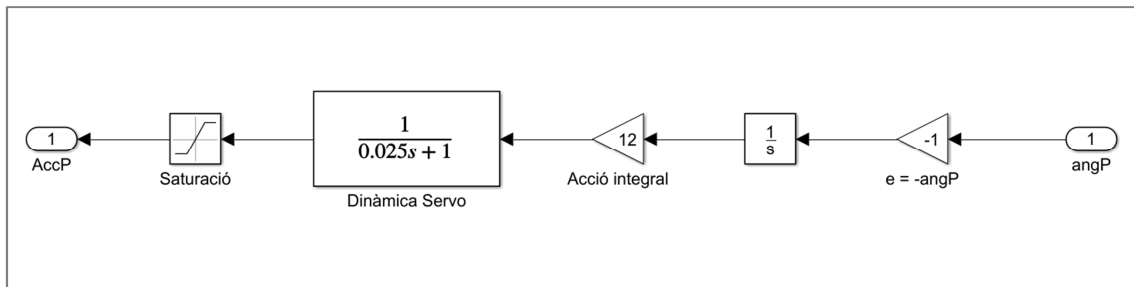 1
AccP
Saturació
1
0.025s + 1
Dinàmica Servo
12
Acció integral
1
s
-1
e = -angP
1
angP